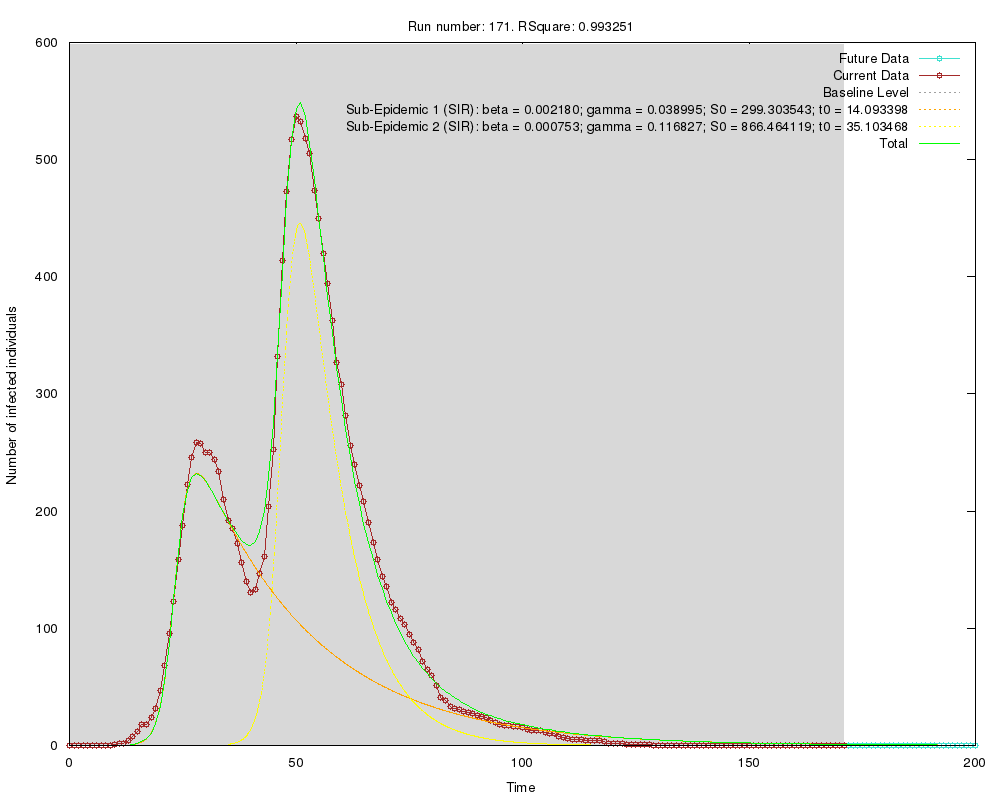 Run number: 171. RSquare: 0.993251
600
500
400
300
200
100
0
Number of infected individuals
Future Data
Current Data
Baseline Level
Sub-Epidemic 1 (SIR): beta = 0.002180; gamma = 0.038995; S0 = 299.303543; t0 = 14.093398
Sub-Epidemic 2 (SIR): beta = 0.000753; gamma = 0.116827; S0 = 866.464119; t0 = 35.103468
Total
0 50 100 150 200
Time